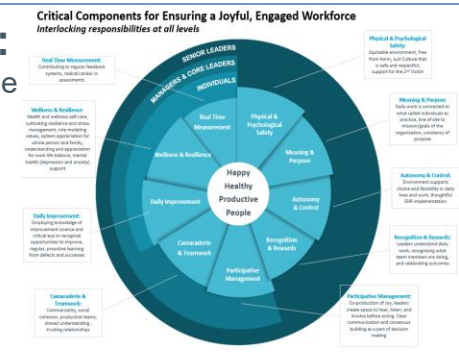 Critical Components for Ensuring a Joyful, Engaged Workforce
Interlocking responsibilities at all levels
:
e
SENIOR LEADERS
MANAGERS & CORE LEADERS
INDIVIDUALS
Real Time Measurement:
Contributing to regular feedback
systems, radical candor in
assessments
Wellness & Resilience:
Health and wellness self-care,
cultivating resilience and stress
management, role modeling
values, system appreciation for
whole person and family,
understanding and appreciation
for work life balance, mental
health (depression and anxiety)
support
Daily Improvement:
Employing knowledge of
improvement science and
critical eye to recognize
opportunities to improve,
regular, proactive learning
from defects and successes
Camaraderie &
Teamwork:
Commensality, social
cohesion, productive teams,
shared understanding,
trusting relationships
Real Time
Measurement
Physical &
Psychological
Safety
Wellness & Resilience
Meaning &
Purpose
Happy
Healthy
Productive
People
Daily Improvement
Autonomy
& Control
Camaraderie
& Teamwork
Recognition
& Rewards
Participative
Management
Physical & Psychological
Safety:
Equitable environment, free
from harm, Just Culture that
is safe and respectful,
support for the 2nd Victim
Meaning & Purpose:
Daily work is connected to
what called individuals to
practice, line of site to
mission/goals of the
organization, constancy of
purpose
Autonomy & Control:
Environment supports
choice and flexibility in daily
lives and work, thoughtful
EHR implementation
Recognition & Rewards:
Leaders understand daily
work, recognizing what
team members are doing,
and celebrating outcomes
Participative Management:
Co-production of Joy, leaders
create space to hear, listen, and
involve before acting. Clear
communication and consensus
building as a part of decision
making